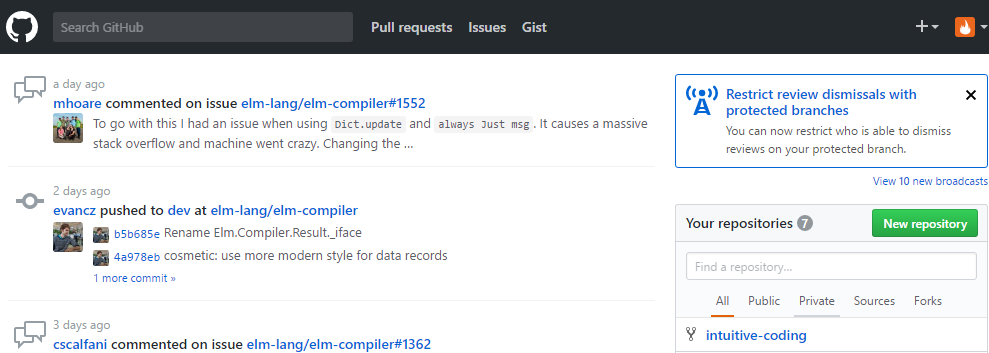 Search GitHub
Pull requests
Issues
Gist
a day ago
mhoare commented on issue elm-lang/elm-compiler#1552
To go with this I had an issue when using Dict.update and always Just msg . It causes a massive
stack overflow and machine went crazy. Changing the ...
2 days ago
evancz pushed to dev at elm-lang/elm-compiler
b5b685e Rename Elm.Compiler.Result._iface
4a978eb cosmetic: use more modern style for data records
1 more commit »
3 days ago
cscalfani commented on issue elm-lang/elm-compiler#1362
Restrict review dismissals with
protected branches
You can now restrict who is able to dismiss
reviews on your protected branch.
View 10 new broadcasts
Your repositories 7
New repository
Find a repository...
All Public Private Sources Forks
intuitive-coding